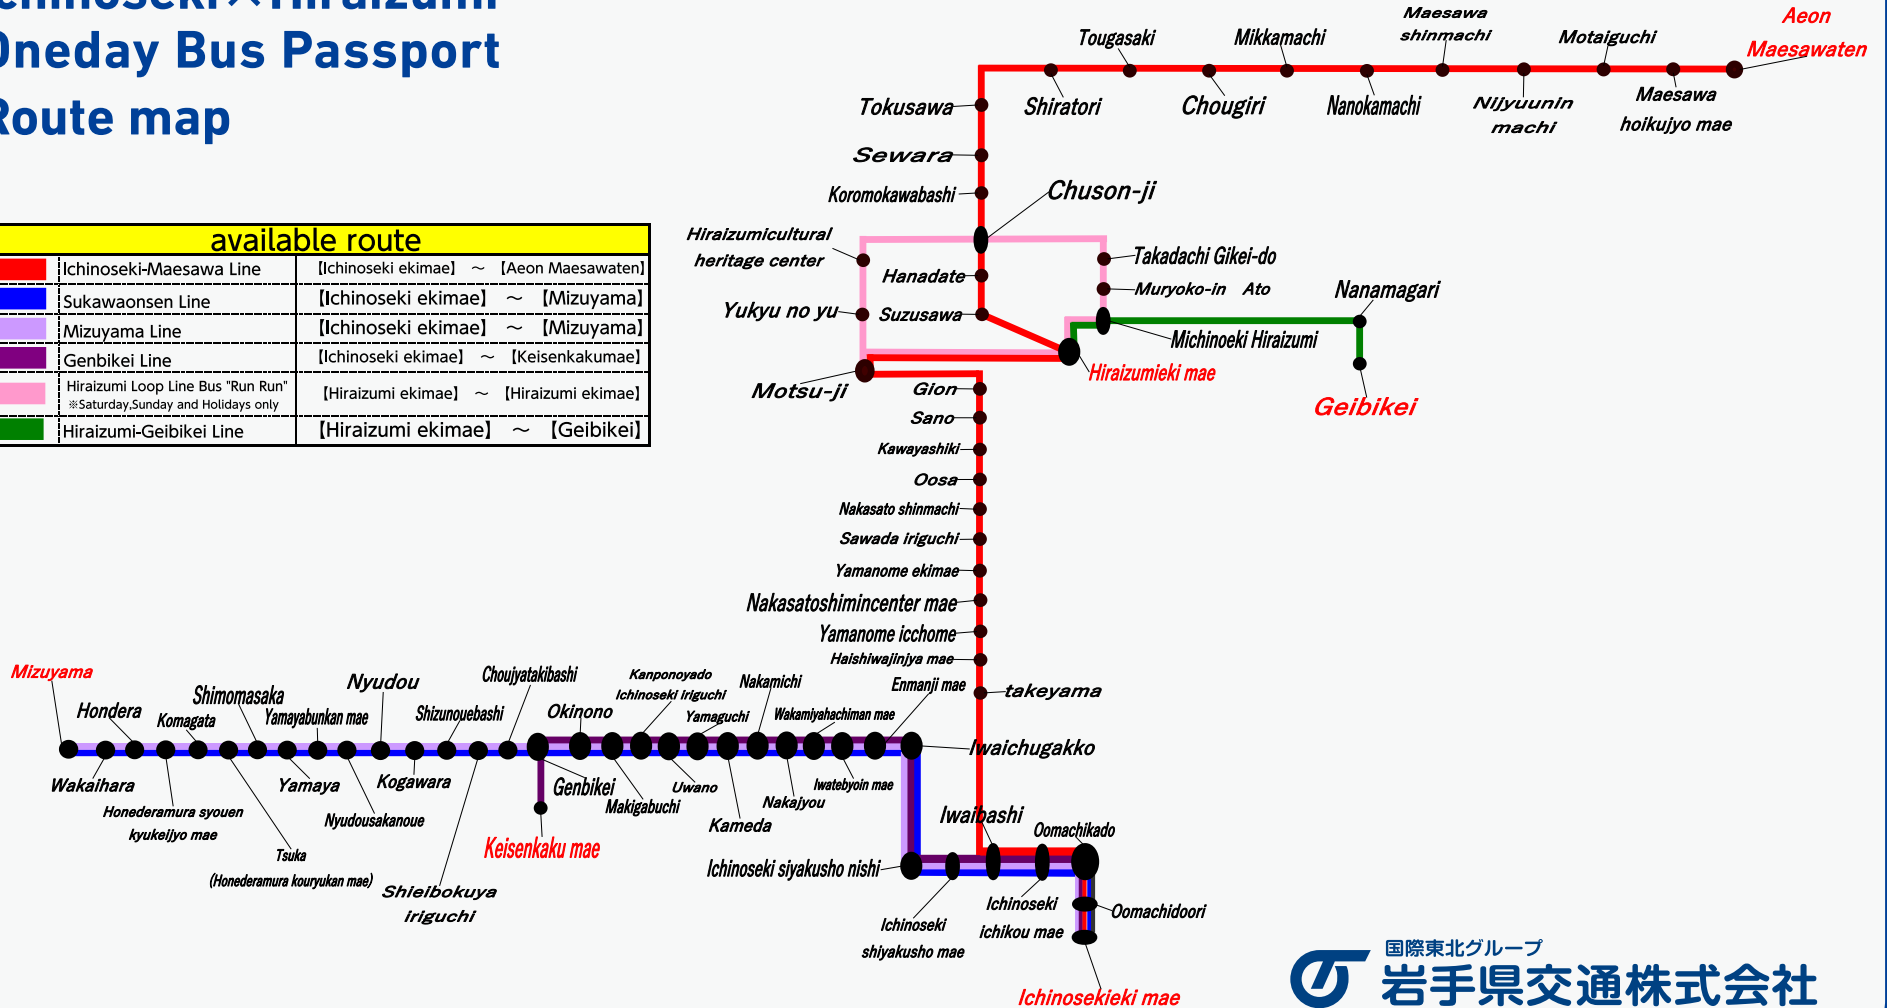 Ichinoseki×Hiraizumi
Oneday Bus Passport
Route map
available route
Ichinoseki-Maesawa Line 【Ichinoseki ekimae】 ～ 【Aeon Maesawaten】
Sukawaonsen Line 【Ichinoseki ekimae】 ～ 【Mizuyama】
Mizuyama Line 【Ichinoseki ekimae】 ～ 【Mizuyama】
Genbikei Line 【Ichinoseki ekimae】 ～ 【Keisenkakumae】
Hiraizumi Loop Line Bus "Run Run"
※Saturday,Sunday and Holidays only
【Hiraizumi ekimae】 ～ 【Hiraizumi ekimae】
Hiraizumi-Geibikei Line 【Hiraizumi ekimae】 ～ 【Geibikei】
Aeon
Maesawaten
Maesawa
hoikujyo mae
Motaiguchi
Nijyuunin
machi
Maesawa
shinmachi
Nanokamachi
Mikkamachi
Chougiri
Tougasaki
Shiratori
Tokusawa
Sewara
Koromokawabashi
Chuson-ji
Hiraizumicultural
heritage center
Hanadate
Yukyu no yu
Suzusawa
Takadachi Gikei-do
Muryoko-in Ato
Michinoeki Hiraizumi
Nanamagari
Geibikei
Hiraizumieki mae
Motsu-ji
Gion
Sano
Kawayashiki
Oosa
Nakasato shinmachi
Sawada iriguchi
Yamanome ekimae
Nakasatoshimincenter mae
Yamanome icchome
Haishiwajinjya mae
takeyama
Mizuyama
Wakaihara
Hondera
Honederamura syouen
kyukeijyo mae
Komagata
Tsuka
(Honederamura kouryukan mae)
Shimomasaka
Yamaya
Yamayabunkan mae
Nyudousakanoue
Nyudou
Kogawara
Shizunouebashi
Shieibokuya
iriguchi
Choujyatakibashi
Genbikei
Keisenkaku mae
Okinono
Makigabuchi
Kanponoyado
Ichinoseki iriguchi
Uwano
Yamaguchi
Kameda
Nakamichi
Nakajyou
Wakamiyahachiman mae
Iwatebyoin mae
Enmanji mae
Iwaichugakko
Ichinoseki siyakusho nishi
Ichinoseki
shiyakusho mae
Iwaibashi
Ichinoseki
ichikou mae
Oomachikado
Oomachidoori
Ichinosekieki mae
国際東北グループ
岩手県交通株式会社